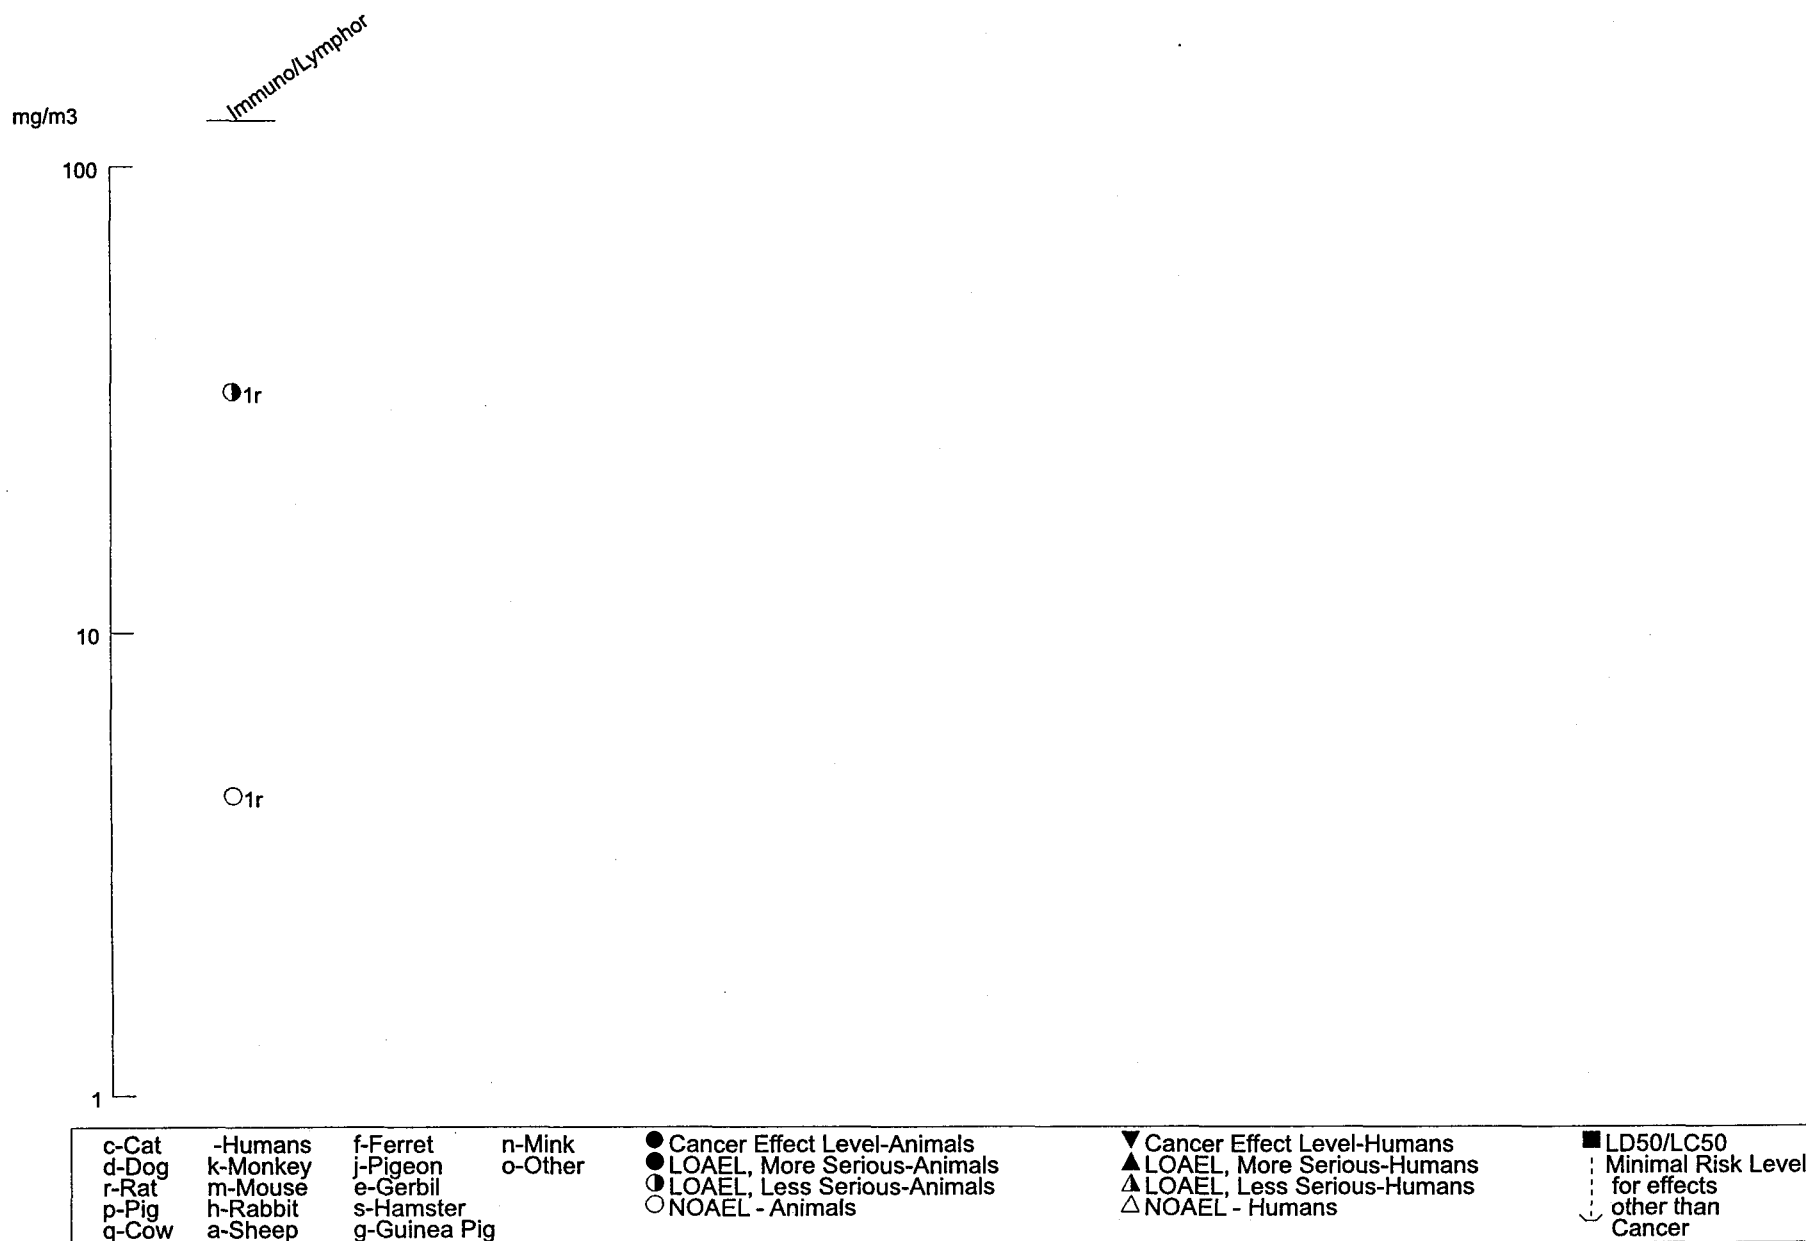 Immuno/Lymphor
mg/m3
100
1r
10
1r
1
c-Cat -Humans f-Ferret n-Mink Cancer Effect Level-Animals Cancer Effect Level-Humans LD50/LC50
d-Dog k-Monkey j-Pigeon o-Other LOAEL, More Serious-Animals LOAEL, More Serious-Humans Minimal Risk Level
r-Rat m-Mouse e-Gerbil LOAEL, Less Serious-Animals LOAEL, Less Serious-Humans for effects
p-Pig h-Rabbit s-Hamster NOAEL - Animals NOAEL - Humans other than
q-Cow a-Sheep g-Guinea Pig Cancer